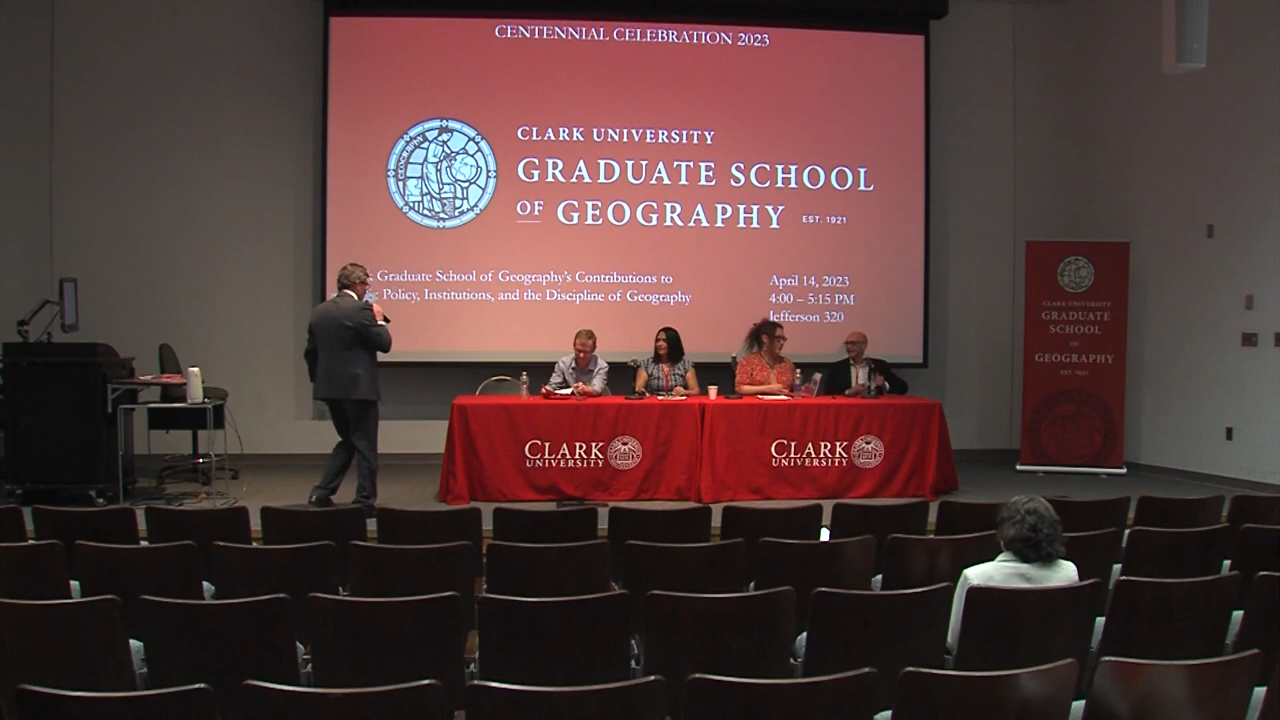 CENTENNIAL CELEBRATION 2023
CLARK UNIVERSITY
GRADUATE SCHOOL
OF GEOGRAPHY EST. 1921
GEOGRAPHY
Graduate School of Geography's Contributions to
Policy, Institutions, and the Discipline of Geography
April 14, 2023
4:00 – 5:15 PM
Jefferson 320
CLARK UNIVERSITY
GRADUATE
SCHOOL
OF
GEOGRAPHY
EST. 1921
CLARK
UNIVERSITY
CLARK
UNIVERSITY